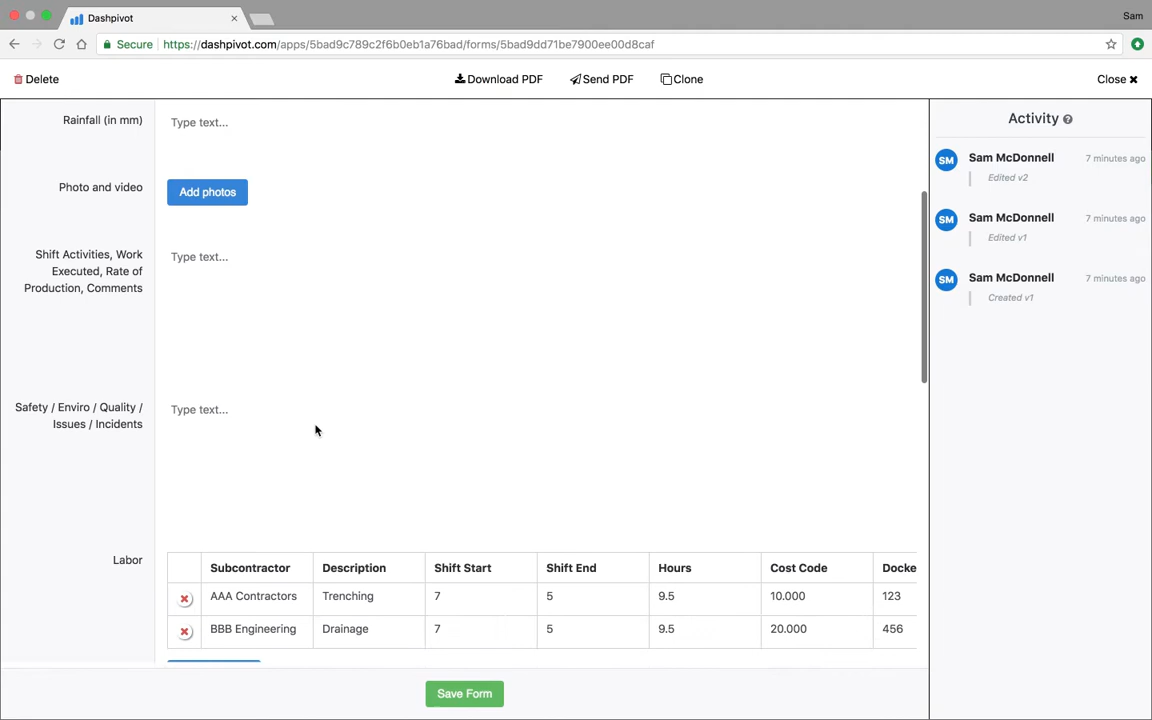 Dashpivot
Sam
Secure https://dashpivot.com/apps/5bad9c789c2f6b0eb1a76bad/forms/5bad9dd71be7900ee00d8caf
Delete
Download PDF
Send PDF
Clone
Close
Rainfall (in mm)
Type text...
Photo and video
Add photos
Shift Activities, Work
Executed, Rate of
Production, Comments
Type text...
Safety / Enviro / Quality /
Issues / Incidents
Type text...
Labor
Subcontractor Description Shift Start Shift End Hours Cost Code Docke
AAA Contractors Trenching 7 5 9.5 10.000 123
BBB Engineering Drainage 7 5 9.5 20.000 456
Save Form
Activity
SM Sam McDonnell 7 minutes ago
Edited v2
SM Sam McDonnell 7 minutes ago
Edited v1
SM Sam McDonnell 7 minutes ago
Created v1